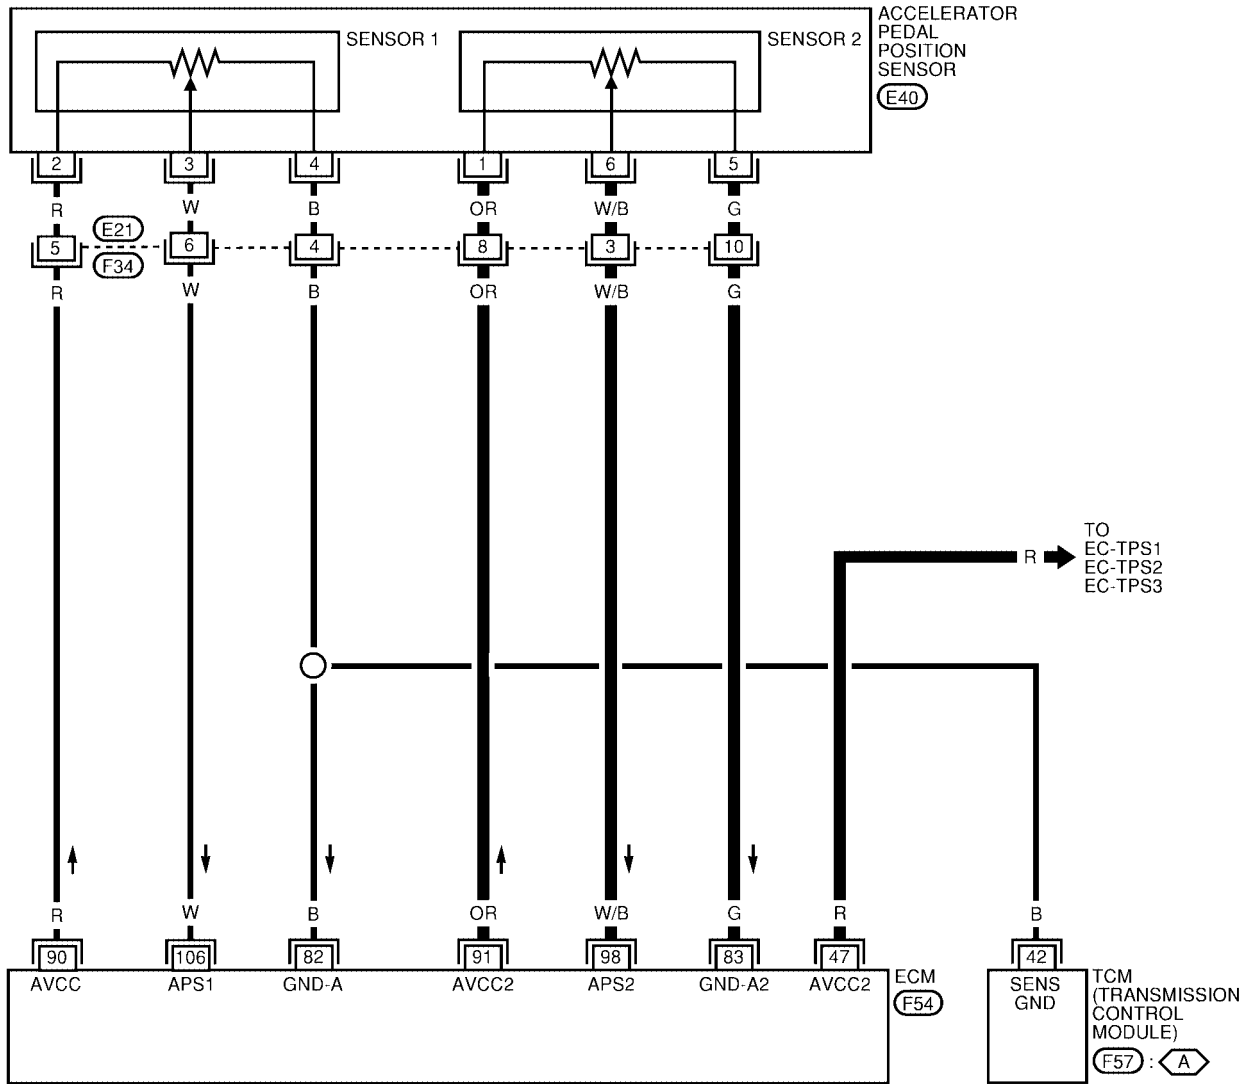 SENSOR 1
SENSOR 2
ACCELERATOR
PEDAL
POSITION
SENSOR
E40
2 3 4 1 6 5
R W B OR W/B G
E21
5 6 4 8 3 10
F34
R W B OR W/B G
TO
EC-TPS1
EC-TPS2
EC-TPS3
R
R W B OR W/B G R B
90 106 82 91 98 83 47 42
AVCC APS1 GND-A AVCC2 APS2 GND-A2 AVCC2
ECM
F54
SENS
GND
TCM
(TRANSMISSION
CONTROL
MODULE)
F57 : A